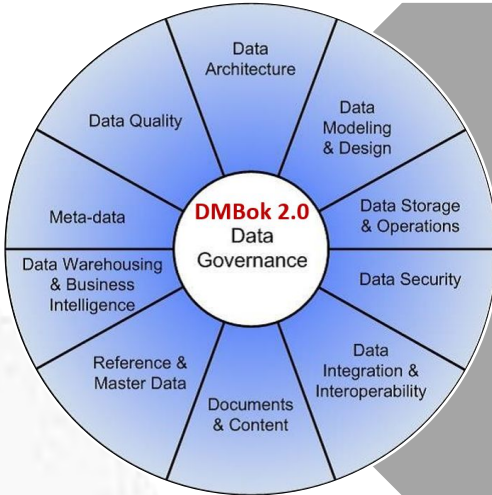 Data
Architecture
Data
Modeling
& Design
Data Storage
& Operations
Data Security
Data
Integration &
Interoperability
Documents
& Content
Reference &
Master Data
Data Warehousing
& Business
Intelligence
Meta-data
Data Quality
DMBok 2.0
Data
Governance